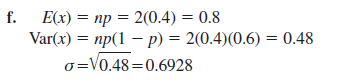 f. E(x) = np = 2(0.4) = 0.8
Var(x) = np(1 − p) = 2(0.4)(0.6) = 0.48
σ=√0.48=0.6928